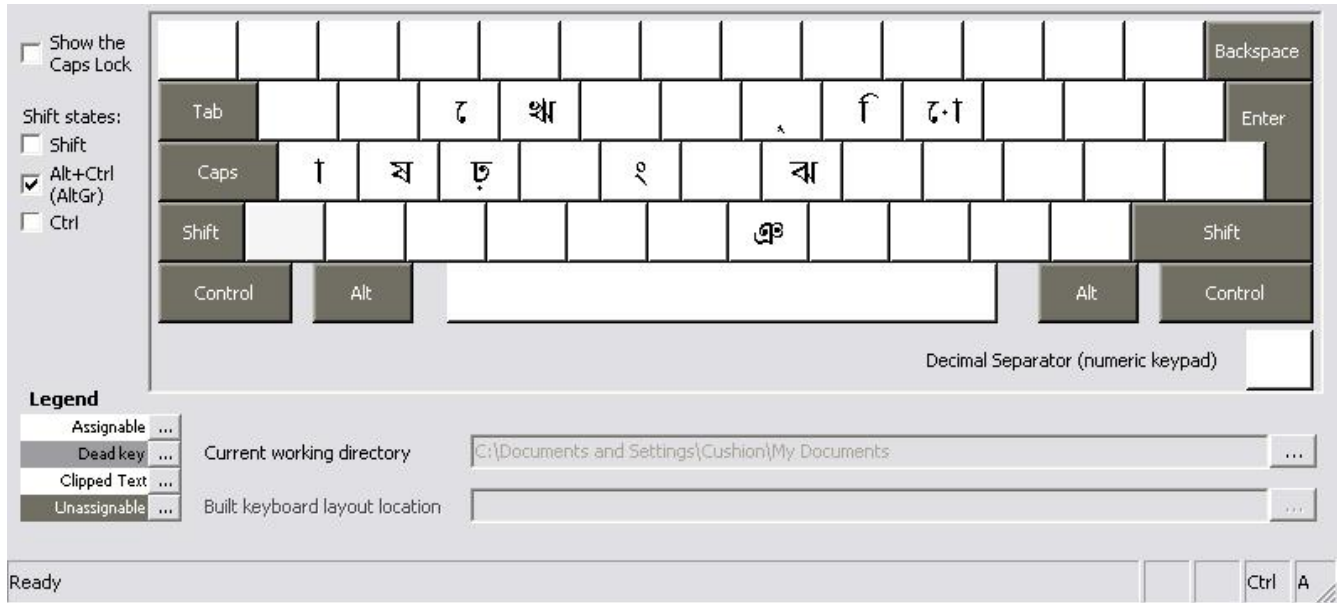 Show the
Caps Lock
Backspace
Tab ে ঋ ি ো Enter
Shift states:
Shift
Alt+Ctrl
(AltGr)
Ctrl
Caps া ষ ঢ় ং ঝ
Shift ঞ Shift
Control Alt Alt Control
Decimal Separator (numeric keypad)
Legend
Assignable ...
Dead key ...
Clipped Text ...
Unassignable ...
Current working directory C:\Documents and Settings\Cushion\My Documents ...
Built keyboard layout location ...
Ready Ctrl A